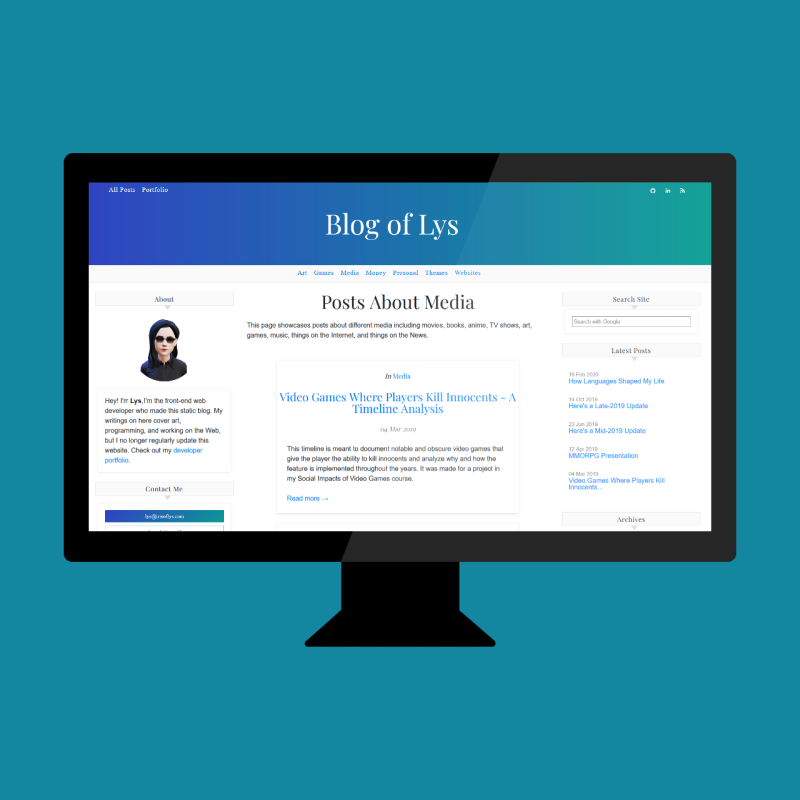 All Posts Portfolio
Blog of Lys
Art Games Media Money Personal Themes Websites
About
Hey! I'm Lys,I'm the front-end web
developer who made this static blog. My
writings on here cover art,
programming, and working on the Web,
but I no longer regularly update this
website. Check out my developer
portfolio.
Contact Me
Posts About Media
This page showcases posts about different media including movies, books, anime, TV shows, art,
games, music, things on the Internet, and things on the News.
In Media
Video Games Where Players Kill Innocents - A
Timeline Analysis
04 Mar 2019
This timeline is meant to document notable and obscure video games that
give the player the ability to kill innocents and analyze why and how the
feature is implemented throughout the years. It was made for a project in
my Social Impacts of Video Games course.
Read more →
Search Site
Search with Google
Latest Posts
16 Feb 2020
How Languages Shaped My Life
14 Oct 2019
Here's a Late-2019 Update
23 Jun 2019
Here's a Mid-2019 Update
12 Apr 2019
MMORPG Presentation
04 Mar 2019
Video Games Where Players Kill
Innocents...
Archives